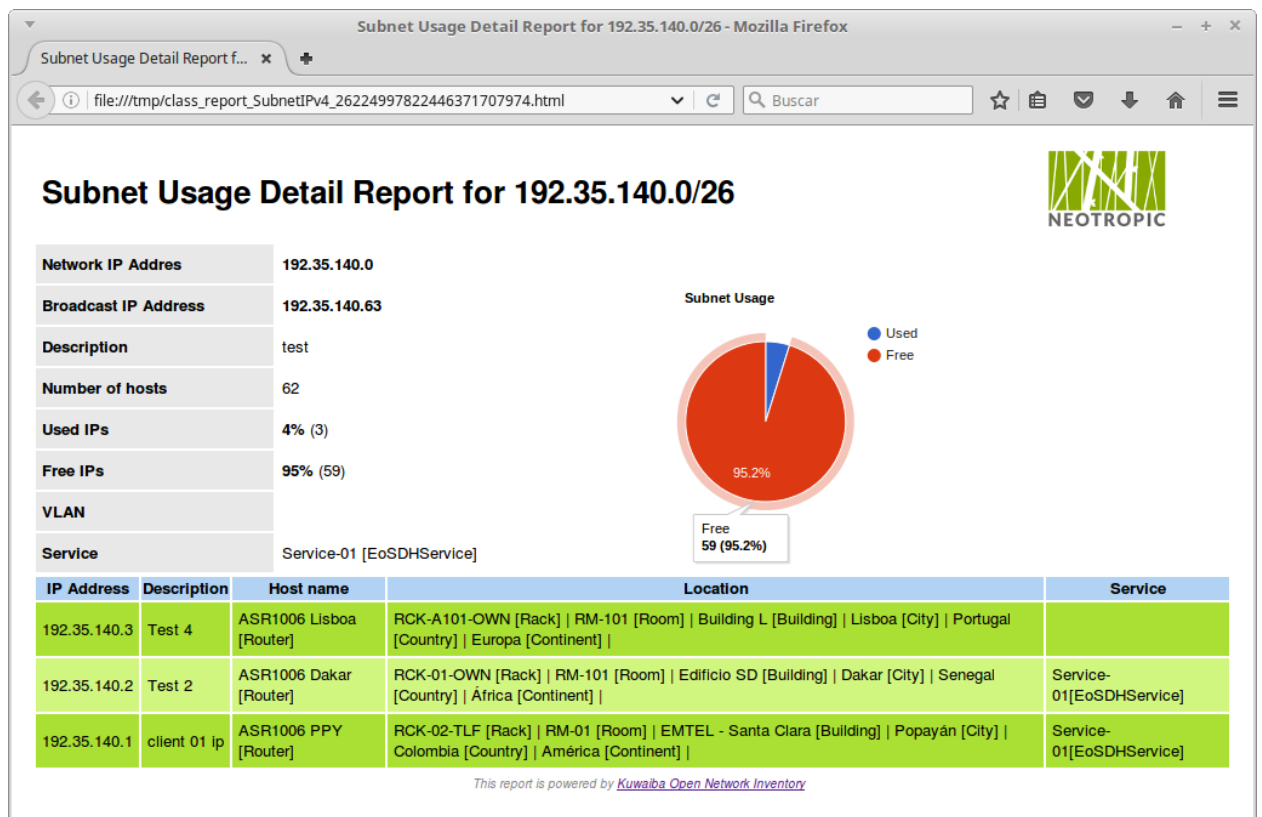 Subnet Usage Detail Report for 192.35.140.0/26 - Mozilla Firefox
Subnet Usage Detail Report f...
file:///tmp/class_report_SubnetIPv4_26224997822446371707974.html
Buscar
Subnet Usage Detail Report for 192.35.140.0/26
NEOTROPIC
Network IP Addres 192.35.140.0
Broadcast IP Address 192.35.140.63
Description test
Number of hosts 62
Used IPs 4% (3)
Free IPs 95% (59)
VLAN
Service Service-01 [EoSDHService]
Subnet Usage
Used
Free
95.2%
Free
59 (95.2%)
IP Address Description Host name Location Service
192.35.140.3 Test 4 ASR1006 Lisboa [Router] RCK-A101-OWN [Rack] | RM-101 [Room] | Building L [Building] | Lisboa [City] | Portugal
[Country] | Europa [Continent] |
192.35.140.2 Test 2 ASR1006 Dakar [Router] RCK-01-OWN [Rack] | RM-101 [Room] | Edificio SD [Building] | Dakar [City] | Senegal
[Country] | África [Continent] | Service-
01[EoSDHService]
192.35.140.1 client 01 ip ASR1006 PPY [Router] RCK-02-TLF [Rack] | RM-01 [Room] | EMTEL - Santa Clara [Building] | Popayán [City] |
Colombia [Country] | América [Continent] | Service-
01[EoSDHService]
This report is powered by Kuwaiba Open Network Inventory